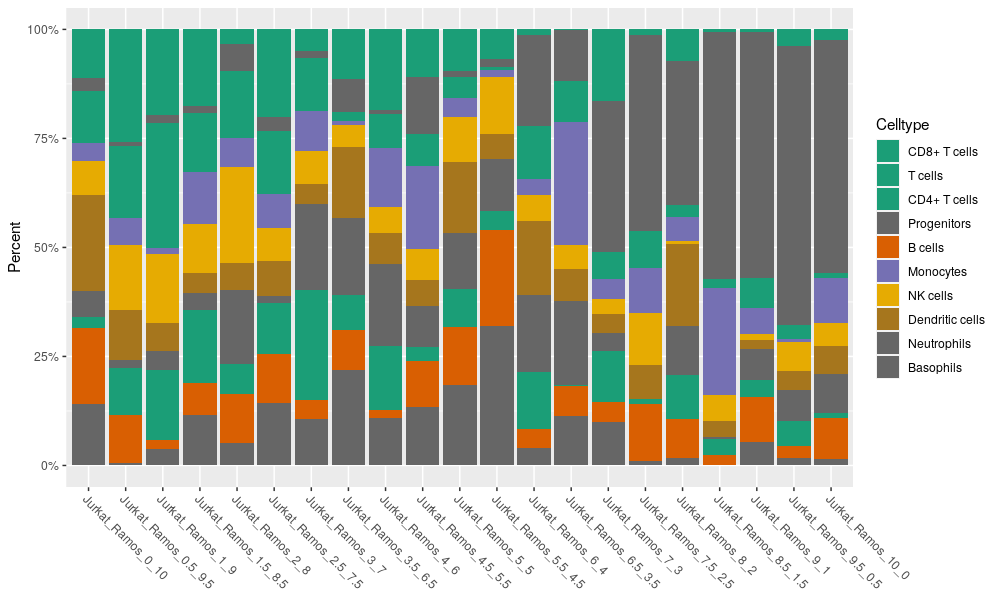 100%
75%
50%
25%
0%
Percent
Jurkat_Ramos_0_10
Jurkat_Ramos_05_9.5
Jurkat_Ramos_1_9
Jurkat_Ramos_1.5_8.5
Jurkat_Ramos_2_8
Jurkat_Ramos_2.5_7.5
Jurkat_Ramos_3_7
Jurkat_Ramos_3.5_6.5
Jurkat_Ramos_4_6
Jurkat_Ramos_4.5_5.5
Jurkat_Ramos_5_5
Jurkat_Ramos_5.5_4.5
Jurkat_Ramos_6_4
Jurkat_Ramos_6.5_3.5
Jurkat_Ramos_7_3
Jurkat_Ramos_7.5_2.5
Jurkat_Ramos_8_2
Jurkat_Ramos_8.5_1.5
Jurkat_Ramos_9_1
Jurkat_Ramos_9.5_0.5
Jurkat_Ramos_10_0
Celltype
CD8+ T cells
T cells
CD4+ T cells
Progenitors
B cells
Monocytes
NK cells
Dendritic cells
Neutrophils
Basophils